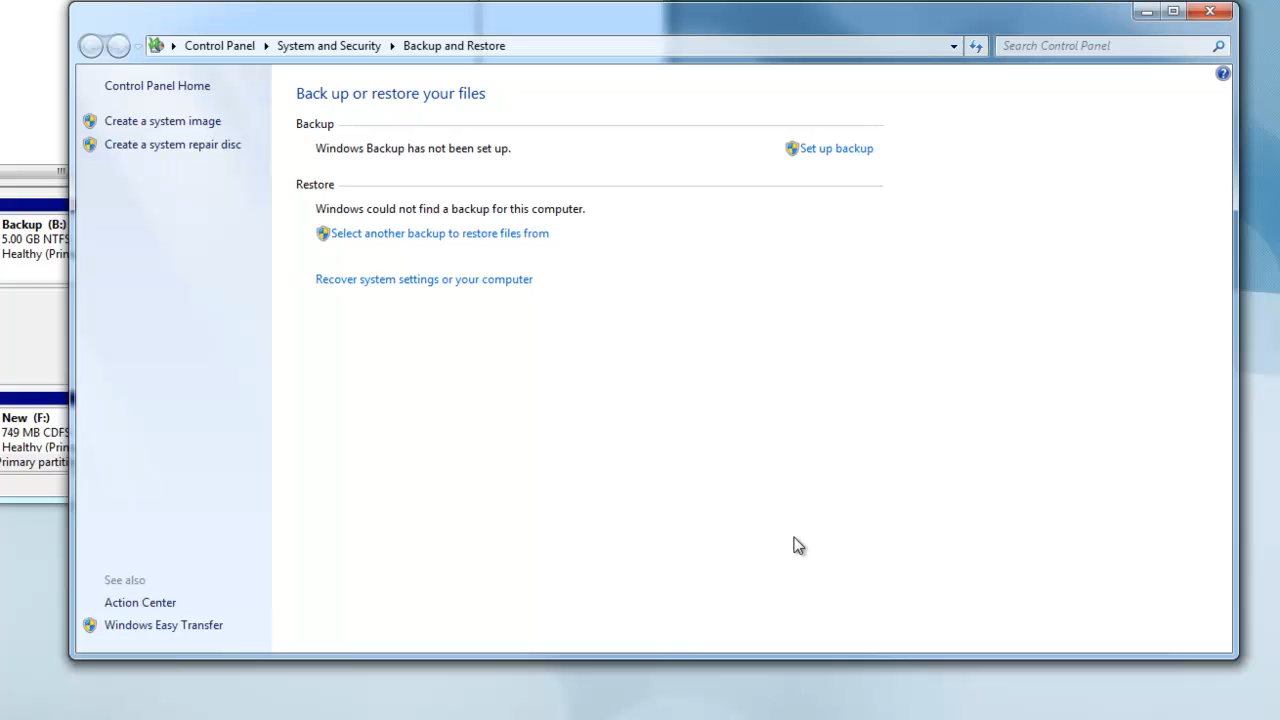 Control Panel
System and Security
Backup and Restore
Search Control Panel
Control Panel Home
Create a system image
Create a system repair disc
Back up or restore your files
Backup
Windows Backup has not been set up.
Set up backup
Restore
Windows could not find a backup for this computer.
Select another backup to restore files from
Recover system settings or your computer
See also
Action Center
Windows Easy Transfer
Backup (B:)
5.00 GB NTFS
Healthy (Prin
New (F:)
749 MB CDFS
Healthy (Prin
Primary partiti